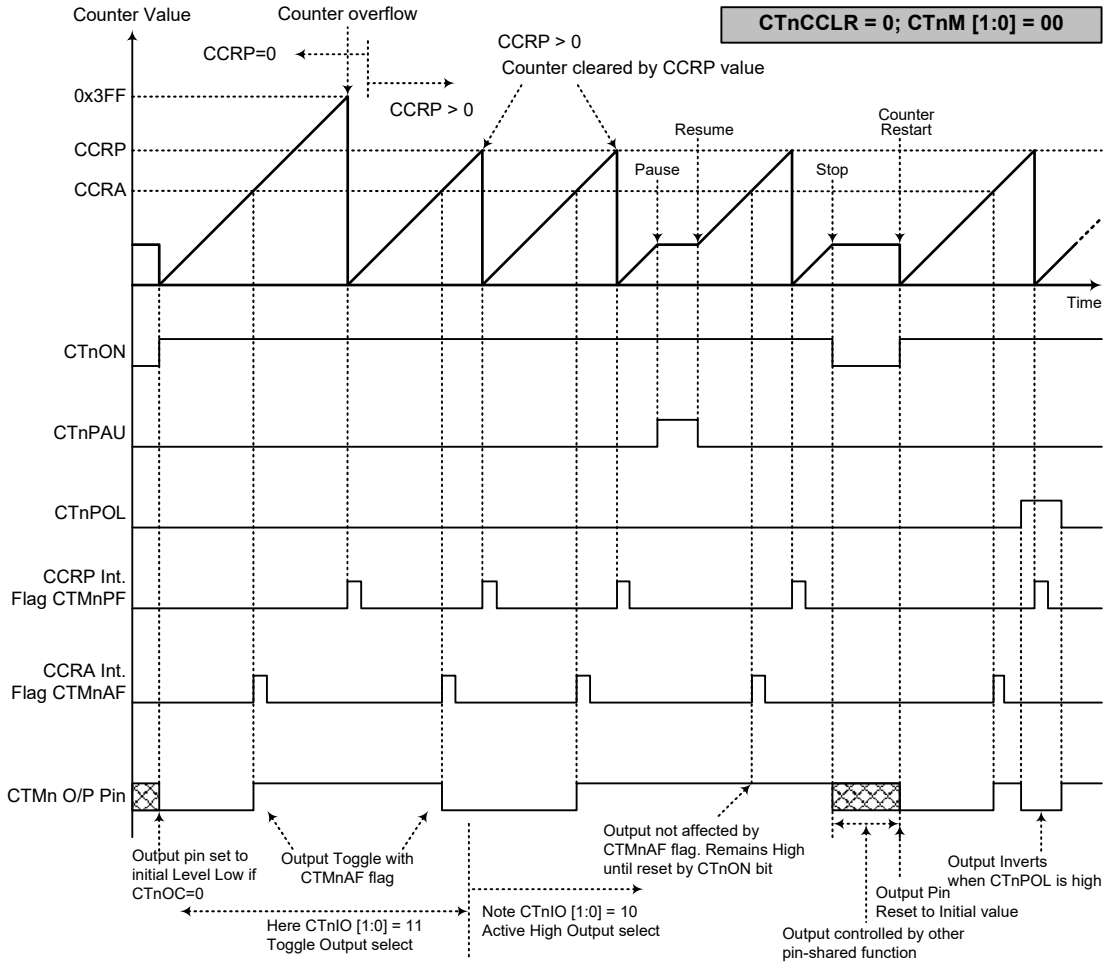 Counter Value
Counter overflow
CTnCCLR = 0; CTnM [1:0] = 00
CCRP=0
CCRP > 0
CCRP > 0
Counter cleared by CCRP value
0x3FF
CCRP
CCRA
Pause
Resume
Stop
Counter
Restart
Time
CTnON
CTnPAU
CTnPOL
CCRP Int.
Flag CTMnPF
CCRA Int.
Flag CTMnAF
CTMn O/P Pin
Output pin set to
initial Level Low if
CTnOC=0
Output Toggle with
CTMnAF flag
Here CTnIO [1:0] = 11
Toggle Output select
Note CTnIO [1:0] = 10
Active High Output select
Output not affected by
CTMnAF flag. Remains High
until reset by CTnON bit
Output controlled by other
pin-shared function
Output Pin
Reset to Initial value
Output Inverts
when CTnPOL is high